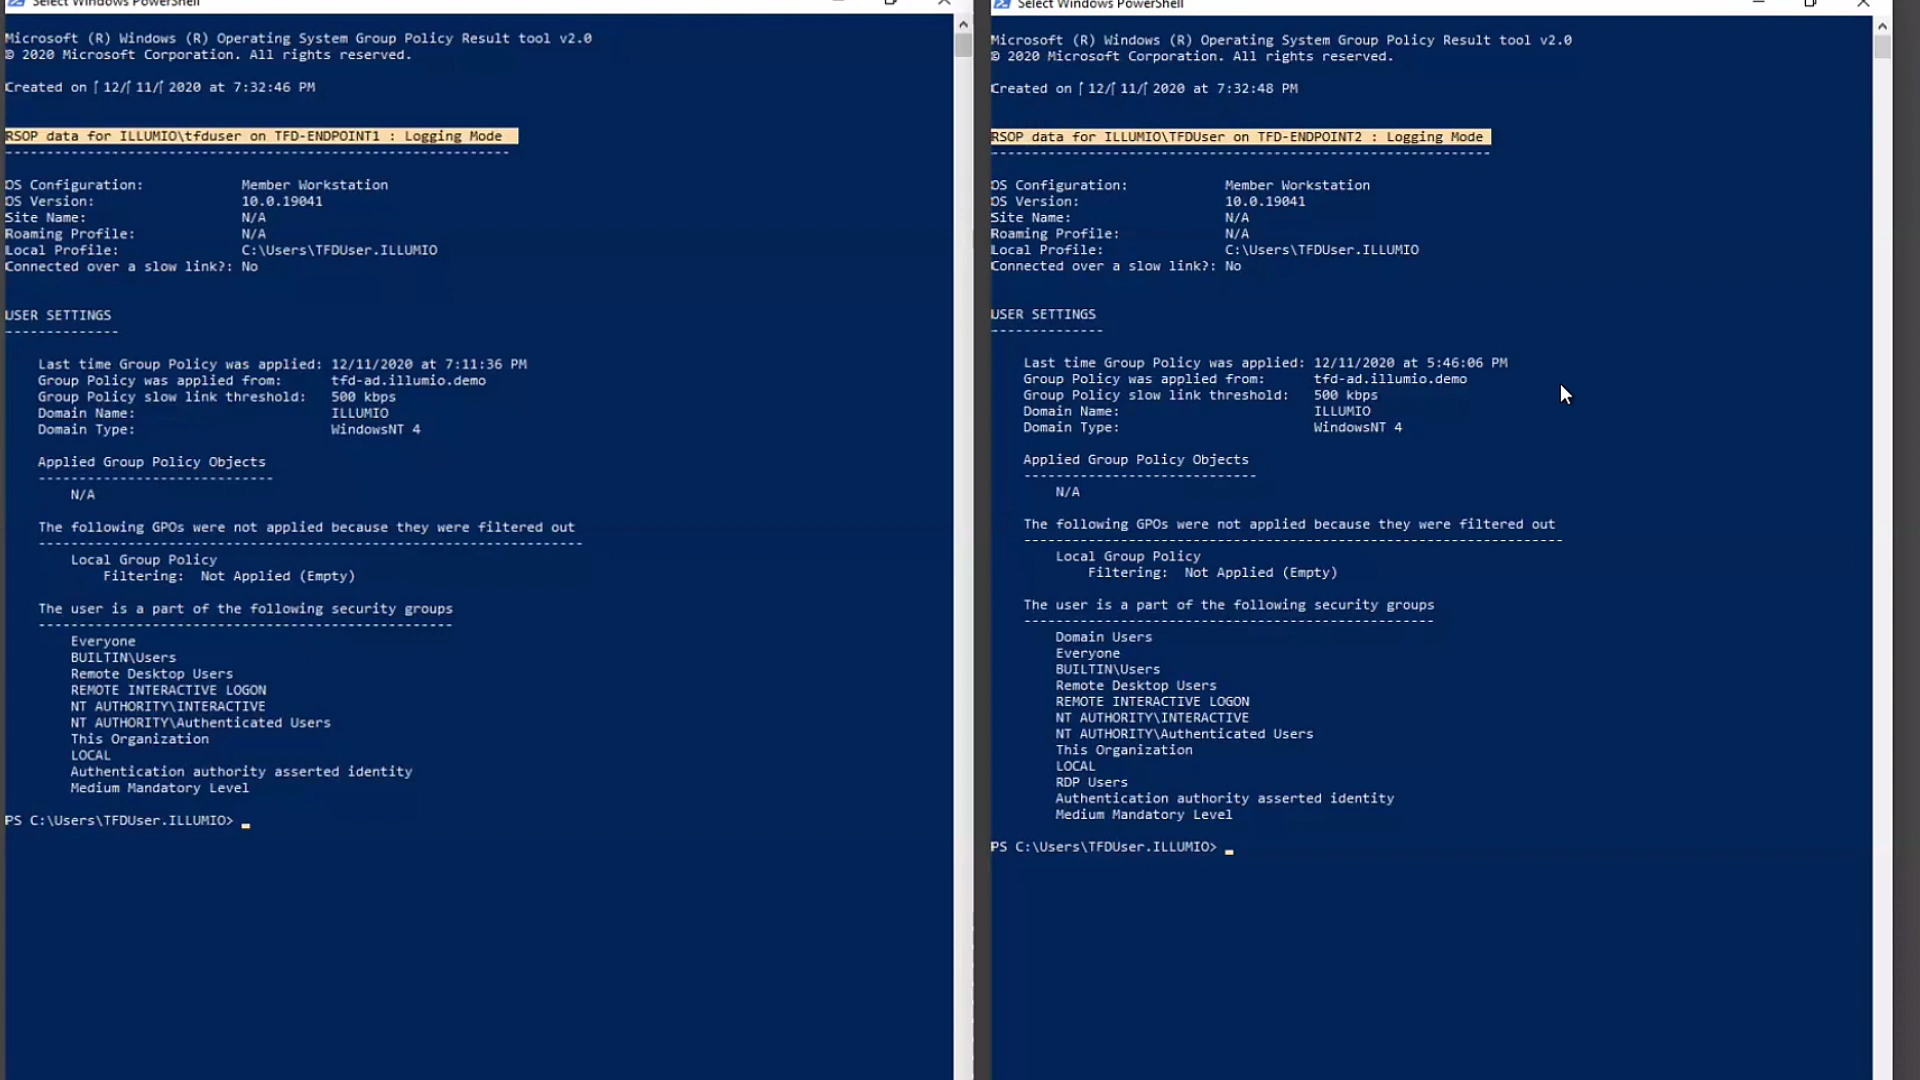 Select Windows PowerShell
Microsoft (R) Windows (R) Operating System Group Policy Result tool v2.0
© 2020 Microsoft Corporation. All rights reserved.
Created on ⌈12/⌈11/⌈2020 at 7:32:46 PM
RSOP data for ILLUMIO\tfduser on TFD-ENDPOINT1 : Logging Mode
---------------------------------------------------------------
OS Configuration: Member Workstation
OS Version: 10.0.19041
Site Name: N/A
Roaming Profile: N/A
Local Profile: C:\Users\TFDUser.ILLUMIO
Connected over a slow link?: No
USER SETTINGS
--------------
Last time Group Policy was applied: 12/11/2020 at 7:11:36 PM
Group Policy was applied from: tfd-ad.illumio.demo
Group Policy slow link threshold: 500 kbps
Domain Name: ILLUMIO
Domain Type: WindowsNT 4
Applied Group Policy Objects
-----------------------------
N/A
The following GPOs were not applied because they were filtered out
-------------------------------------------------------------------
Local Group Policy
Filtering: Not Applied (Empty)
The user is a part of the following security groups
---------------------------------------------------
Everyone
BUILTIN\Users
Remote Desktop Users
REMOTE INTERACTIVE LOGON
NT AUTHORITY\INTERACTIVE
NT AUTHORITY\Authenticated Users
This Organization
LOCAL
Authentication authority asserted identity
Medium Mandatory Level
PS C:\Users\TFDUser.ILLUMIO>
Select Windows PowerShell
Microsoft (R) Windows (R) Operating System Group Policy Result tool v2.0
© 2020 Microsoft Corporation. All rights reserved.
Created on ⌈12/⌈11/⌈2020 at 7:32:48 PM
RSOP data for ILLUMIO\TFDUser on TFD-ENDPOINT2 : Logging Mode
---------------------------------------------------------------
OS Configuration: Member Workstation
OS Version: 10.0.19041
Site Name: N/A
Roaming Profile: N/A
Local Profile: C:\Users\TFDUser.ILLUMIO
Connected over a slow link?: No
USER SETTINGS
--------------
Last time Group Policy was applied: 12/11/2020 at 5:46:06 PM
Group Policy was applied from: tfd-ad.illumio.demo
Group Policy slow link threshold: 500 kbps
Domain Name: ILLUMIO
Domain Type: WindowsNT 4
Applied Group Policy Objects
-----------------------------
N/A
The following GPOs were not applied because they were filtered out
-------------------------------------------------------------------
Local Group Policy
Filtering: Not Applied (Empty)
The user is a part of the following security groups
---------------------------------------------------
Domain Users
Everyone
BUILTIN\Users
Remote Desktop Users
REMOTE INTERACTIVE LOGON
NT AUTHORITY\INTERACTIVE
NT AUTHORITY\Authenticated Users
This Organization
LOCAL
RDP Users
Authentication authority asserted identity
Medium Mandatory Level
PS C:\Users\TFDUser.ILLUMIO>